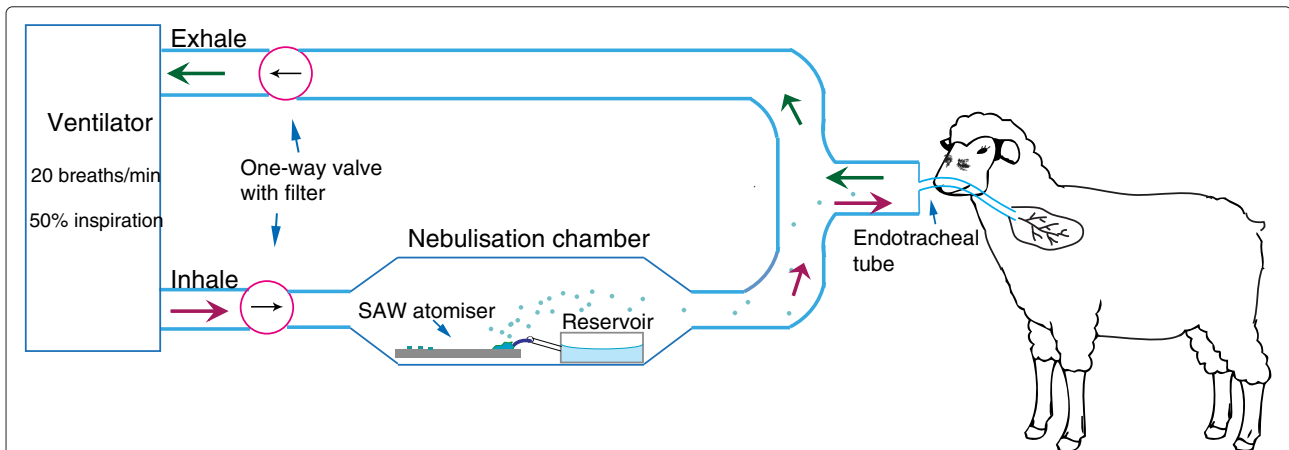 Exhale
Ventilator
20 breaths/min
50% inspiration
One-way valve
with filter
Inhale
Nebulisation chamber
SAW atomiser
Reservoir
Endotracheal
tube